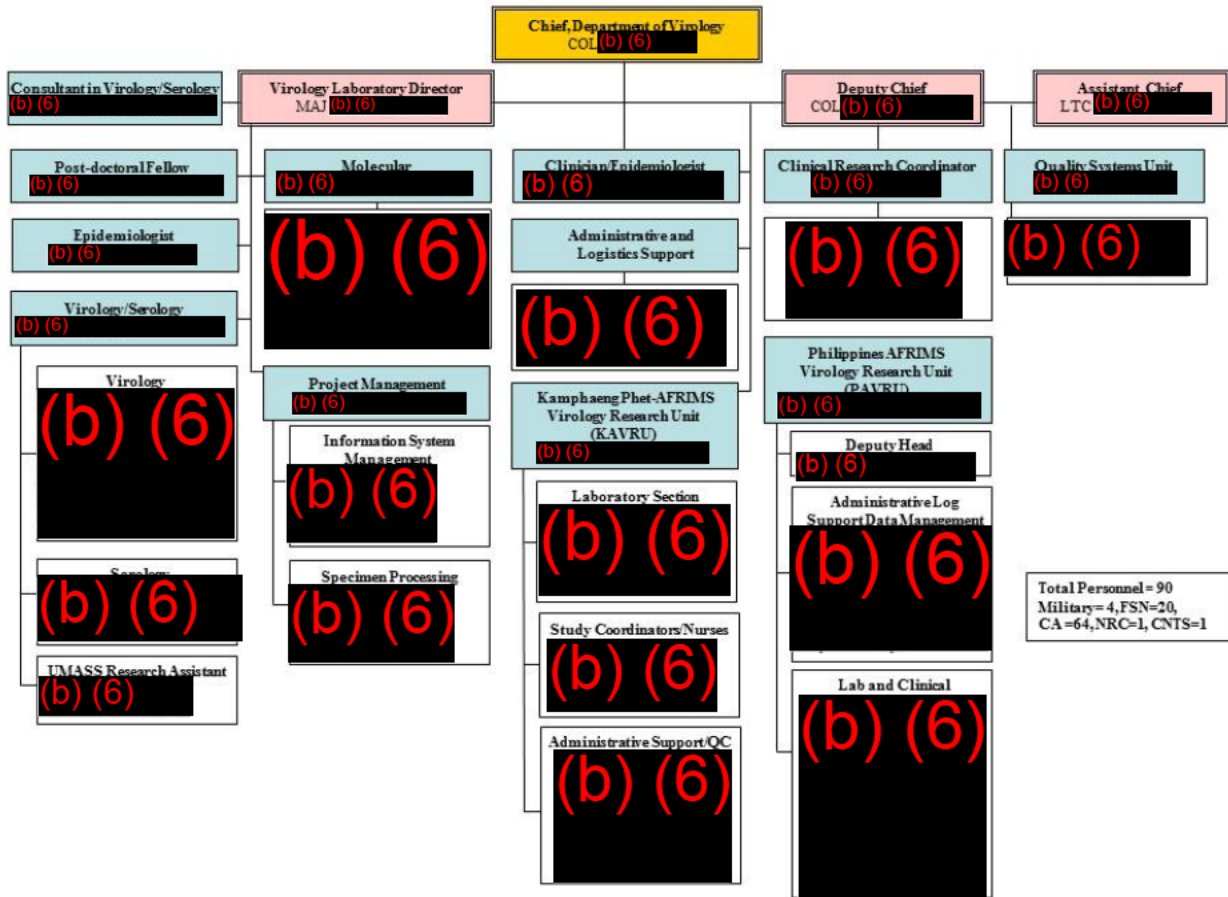 Chief, Department of Virology
COL (b) (6)
Consultant in Virology/Serology
(b) (6)
Virology Laboratory Director
MAJ (b) (6)
Deputy Chief
COL (b) (6)
Assistant Chief
LTC (b) (6)
Post-doctoral Fellow
(b) (6)
Molecular
(b) (6)
(b) (6)
Clinician/Epidemiologist
(b) (6)
Clinical Research Coordinator
(b) (6)
(b) (6)
Quality Systems Unit
(b) (6)
(b) (6)
Epidemiologist
(b) (6)
Administrative and
Logistics Support
(b) (6)
Virology/Serology
(b) (6)
Virology
(b) (6)
Serology
(b) (6)
UMASS Research Assistant
(b) (6)
Project Management
(b) (6)
Information System
Management
(b) (6)
Specimen Processing
(b) (6)
Kamphaeng Phet-AFRIMS
Virology Research Unit
(KAVRU)
(b) (6)
Laboratory Section
(b) (6)
Study Coordinators/Nurses
(b) (6)
Administrative Support/QC
(b) (6)
Philippines AFRIMS
Virology Research Unit
(PAVRU)
(b) (6)
Deputy Head
(b) (6)
Administrative Log
Support Data Management
(b) (6)
Lab and Clinical
(b) (6)
Total Personnel= 90
Military= 4, FSN=20,
CA =64, NRC=1, CNTS=1